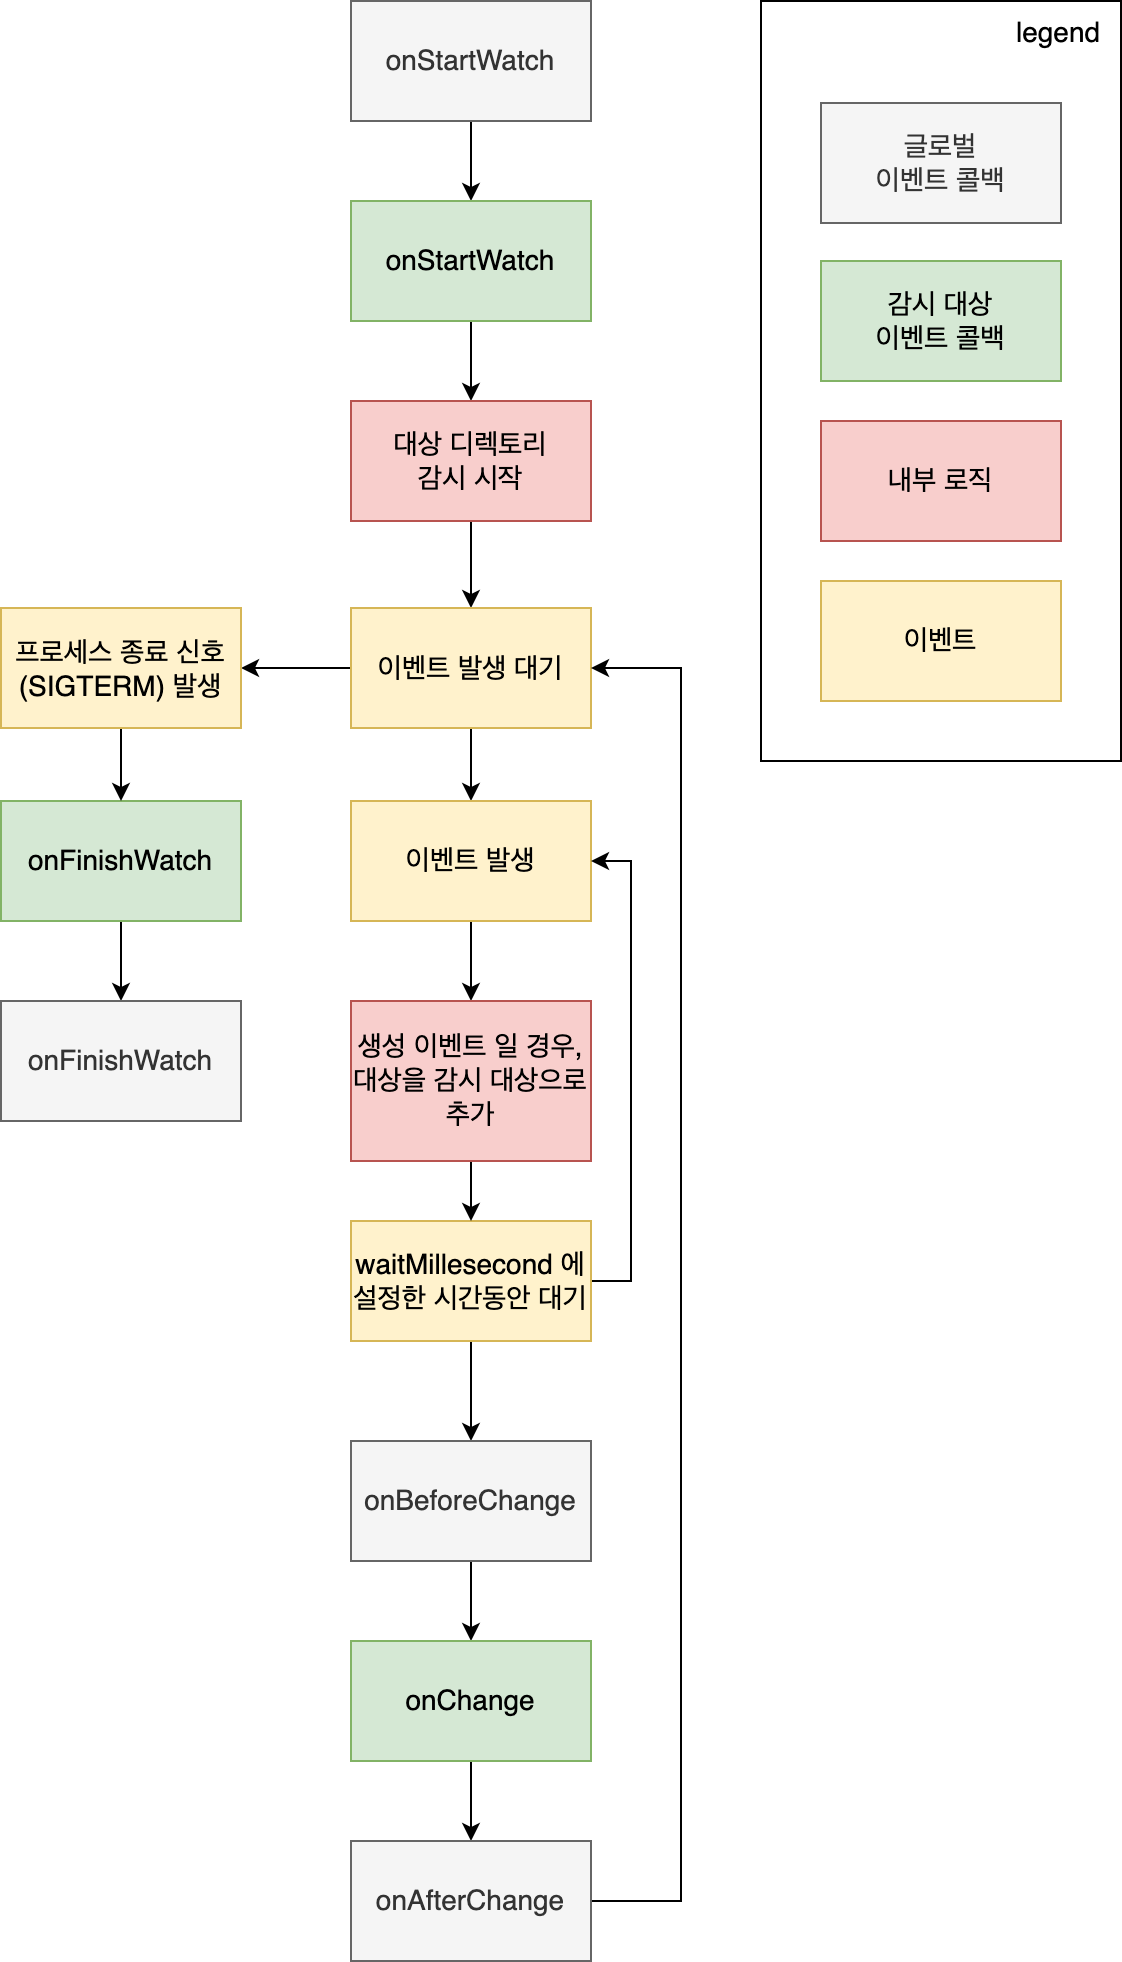 onStartWatch
onStartWatch
대상 디렉토리
감시 시작
프로세스 종료 신호
(SIGTERM) 발생
이벤트 발생 대기
onFinishWatch
이벤트 발생
onFinishWatch
생성 이벤트 일 경우,
대상을 감시 대상으로
추가
waitMillesecond 에
설정한 시간동안 대기
onBeforeChange
onChange
onAfterChange
legend
글로벌
이벤트 콜백
감시 대상
이벤트 콜백
내부 로직
이벤트